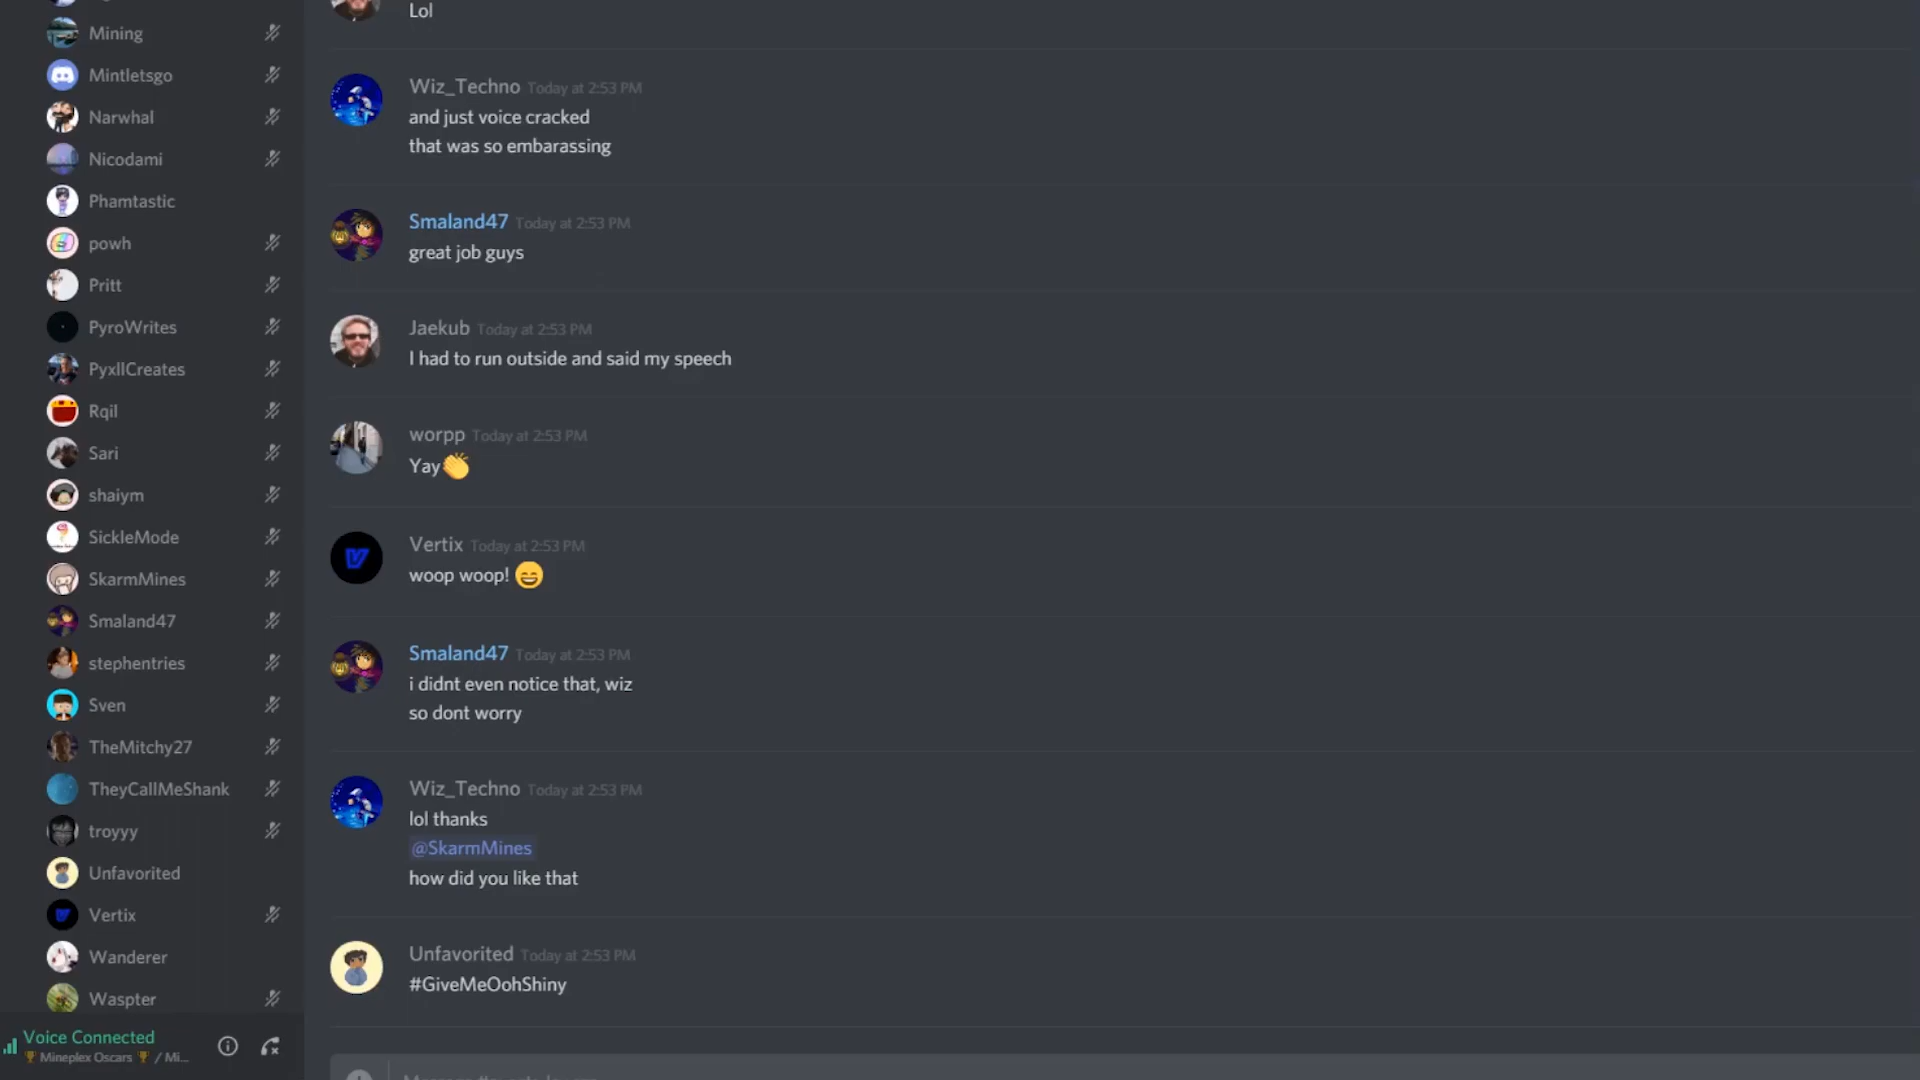 Mining
Mintletsgo
Narwhal
Nicodami
Phamtastic
powh
Pritt
PyroWrites
PyxllCreates
Rqil
Sari
shaiym
SickleMode
SkarmMines
Smaland47
stephentries
Sven
TheMitchy27
TheyCallMeShank
troyyy
Unfavorited
Vertix
Wanderer
Waspter
Voice Connected
Mineplex Oscars / Mi...
Lol
Wiz_Techno Today at 2:53 PM
and just voice cracked
that was so embarassing
Smaland47 Today at 2:53 PM
great job guys
Jaekub Today at 2:53 PM
I had to run outside and said my speech
worpp Today at 2:53 PM
Yay👏
Vertix Today at 2:53 PM
woop woop! 😄
Smaland47 Today at 2:53 PM
i didnt even notice that, wiz
so dont worry
Wiz_Techno Today at 2:53 PM
lol thanks
@SkarmMines
how did you like that
Unfavorited Today at 2:53 PM
#GiveMeOohShiny